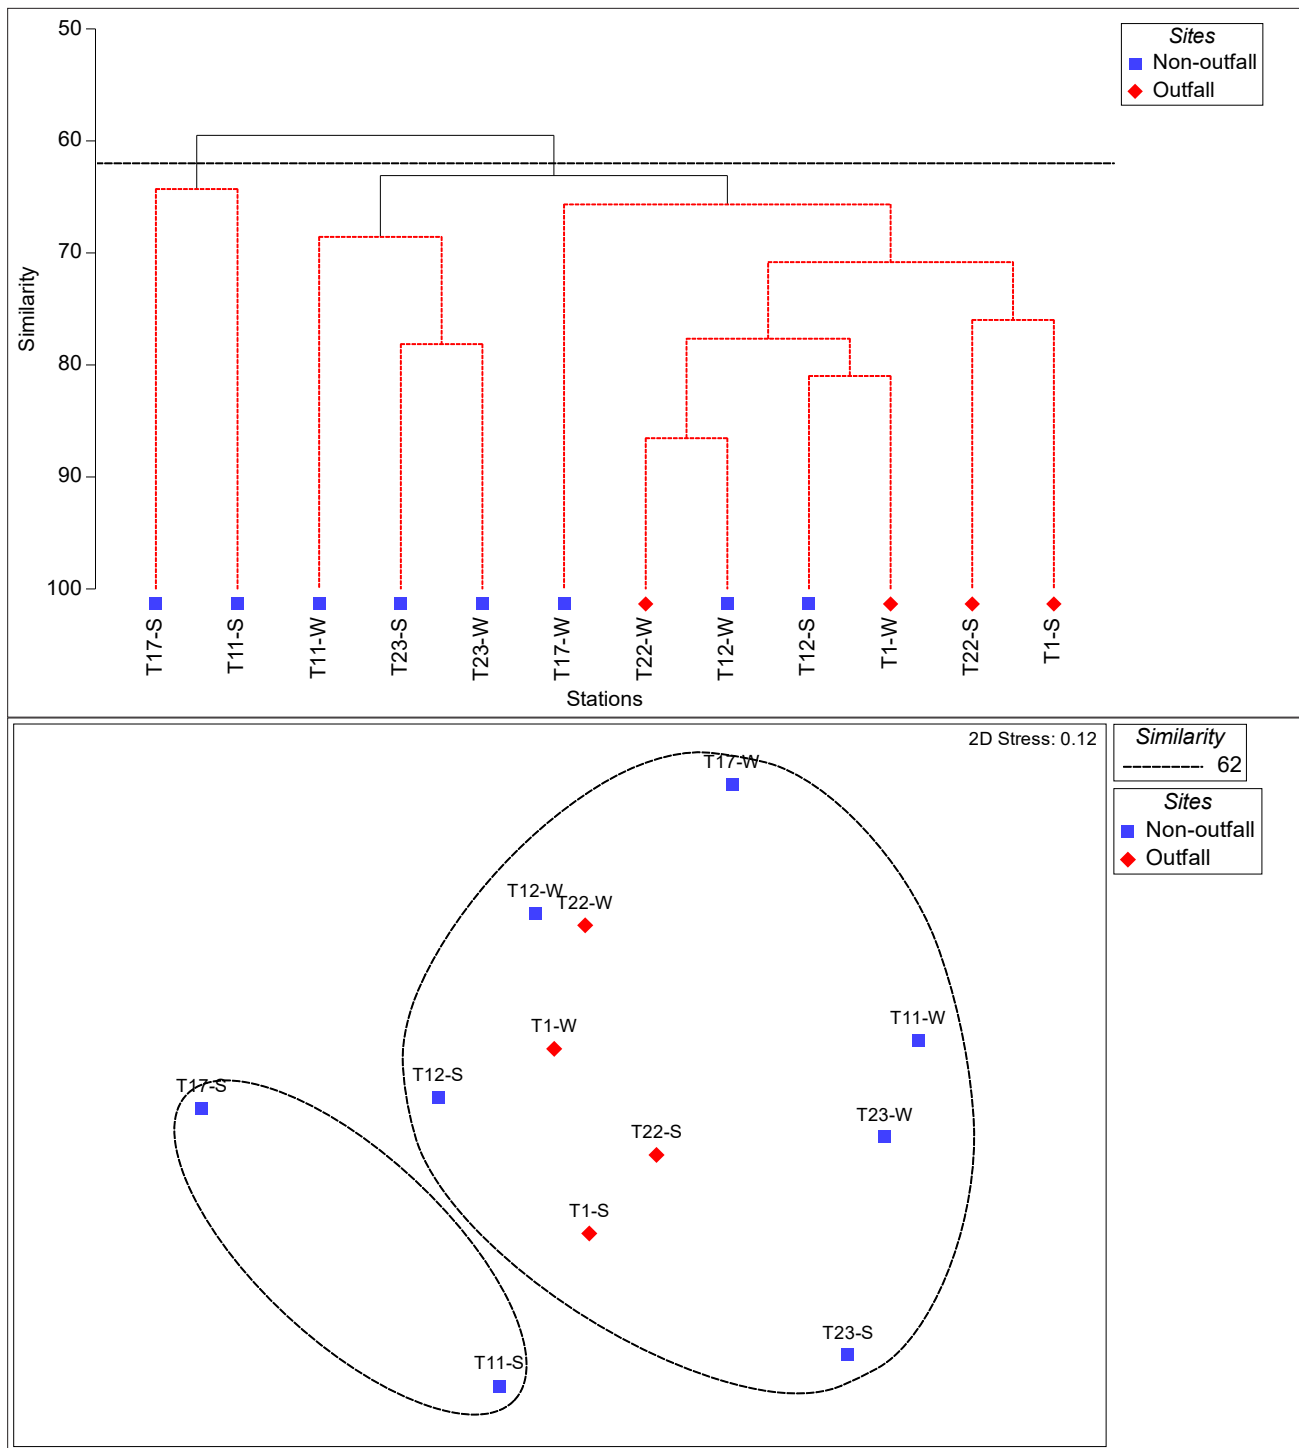 50
60
70
80
90
100
Similarity
Sites
Non-outfall
Outfall
T17-S
T11-S
T11-W
T23-S
T23-W
T17-W
T22-W
T12-W
T12-S
T1-W
T22-S
T1-S
Stations
2D Stress: 0.12
Similarity
62
Sites
Non-outfall
Outfall
T17-W
T12-W
T22-W
T11-W
T1-W
T12-S
T17-S
T23-W
T22-S
T1-S
T23-S
T11-S